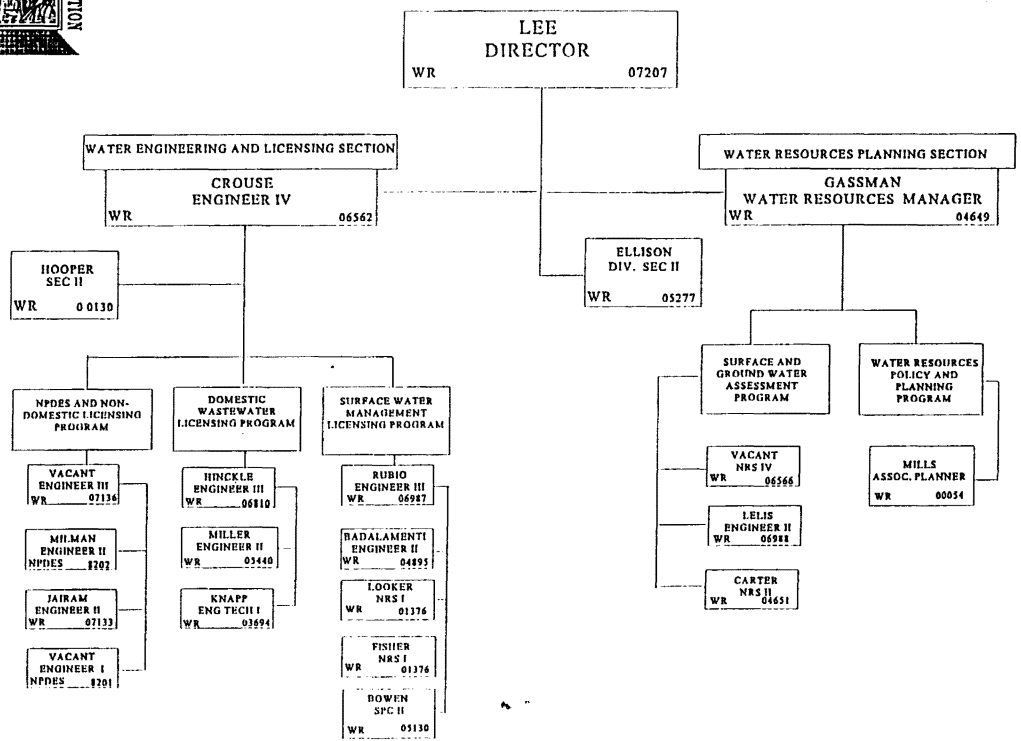 TION
LEE
DIRECTOR
WR 07207
WATER ENGINEERING AND LICENSING SECTION
CROUSE
ENGINEER IV
WR 06562
WATER RESOURCES PLANNING SECTION
GASSMAN
WATER RESOURCES MANAGER
WR 04649
HOOPER
SEC II
WR 0 0130
ELLISON
DIV. SEC II
WR 05277
NPDES AND NON-
DOMESTIC LICENSING
PROGRAM
VACANT
ENGINEER III
WR 07136
MILMAN
ENGINEER II
NPDES 8202
JAIRAM
ENGINEER II
WR 07133
VACANT
ENGINEER I
NPDES 8201
DOMESTIC
WASTEWATER
LICENSING PROGRAM
HINCKLE
ENGINEER III
WR 06810
MILLER
ENGINEER II
WR 05440
KNAPP
ENG TECH I
WR 03694
SURFACE WATER
MANAGEMENT
LICENSING PROGRAM
RUBIO
ENGINEER III
WR 06987
BADALAMENTI
ENGINEER II
WR 04895
LOOKER
NRS I
WR 01376
FISHER
NRS I
WR 01376
BOWEN
SPC II
WR 05130
SURFACE AND
GROUND WATER
ASSESSMENT
PROGRAM
VACANT
NRS IV
WR 06566
LELIS
ENGINEER II
WR 06988
CARTER
NRS II
WR 04651
WATER RESOURCES
POLICY AND
PLANNING
PROGRAM
MILLS
ASSOC. PLANNER
WR 00054